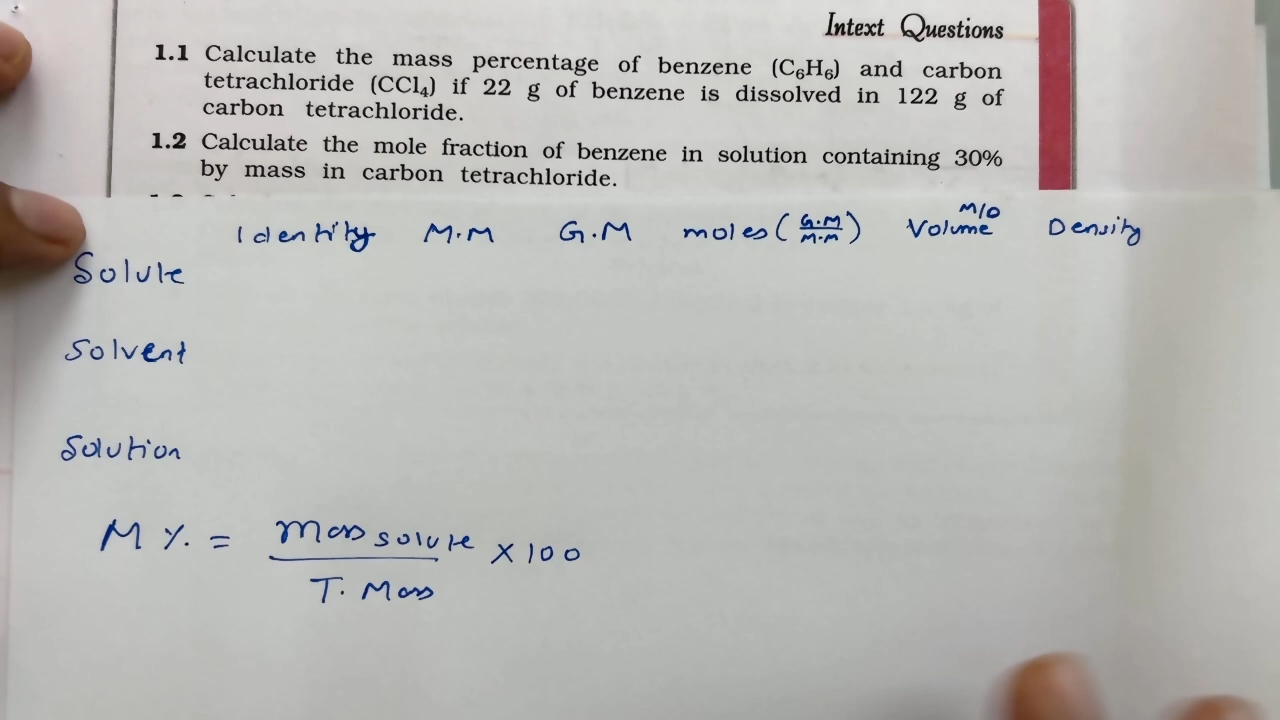 Intext Questions
1.1 Calculate the mass percentage of benzene (C₆H₆) and carbon
tetrachloride (CCl₄) if 22 g of benzene is dissolved in 122 g of
carbon tetrachloride.
1.2 Calculate the mole fraction of benzene in solution containing 30%
by mass in carbon tetrachloride.
Identity M.M G.M moles (G.M/M.M) Volume M/D Density
Solute
Solvent
Solution
M %. = Mass solute / T. Mass × 100